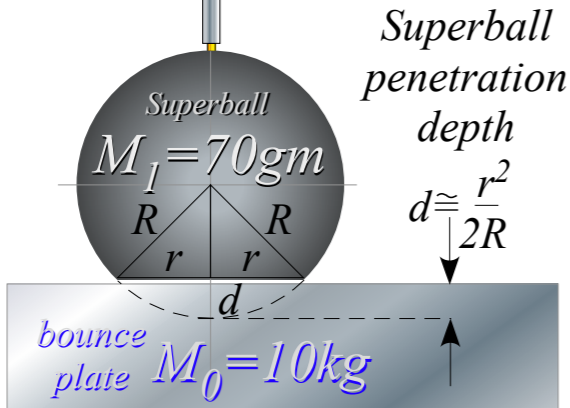 Superball
penetration
depth
d≅r²/2R
Superball
M₁=70gm
R R
r r
d
bounce
plate M₀=10kg